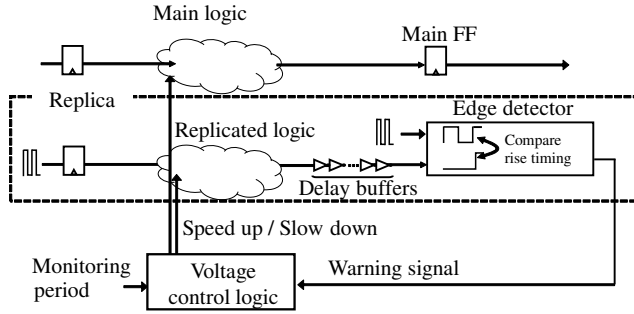 Main logic
Main FF
Replica
Edge detector
Replicated logic
Compare
rise timing
Delay buffers
Speed up / Slow down
Monitoring
period
Voltage
control logic
Warning signal